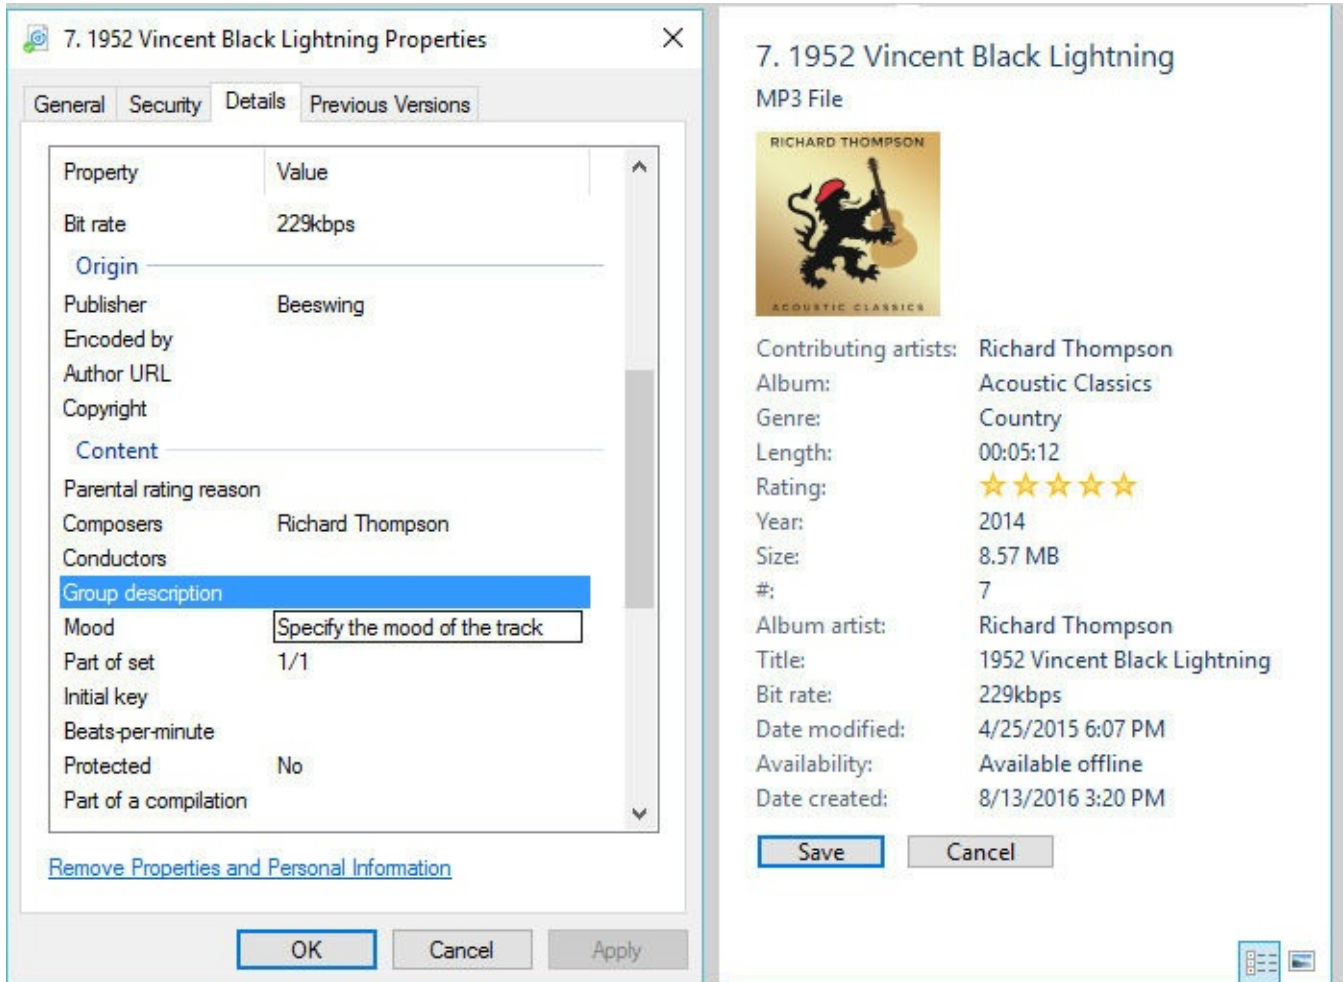 7. 1952 Vincent Black Lightning Properties
General Security Details Previous Versions
Property Value
Bit rate 229kbps
Origin
Publisher Beeswing
Encoded by
Author URL
Copyright
Content
Parental rating reason
Composers Richard Thompson
Conductors
Group description
Mood Specify the mood of the track
Part of set 1/1
Initial key
Beats-per-minute
Protected No
Part of a compilation
Remove Properties and Personal Information
OK Cancel Apply
7. 1952 Vincent Black Lightning
MP3 File
RICHARD THOMPSON
ACOUSTIC CLASSICS
Contributing artists: Richard Thompson
Album: Acoustic Classics
Genre: Country
Length: 00:05:12
Rating:
Year: 2014
Size: 8.57 MB
#: 7
Album artist: Richard Thompson
Title: 1952 Vincent Black Lightning
Bit rate: 229kbps
Date modified: 4/25/2015 6:07 PM
Availability: Available offline
Date created: 8/13/2016 3:20 PM
Save Cancel